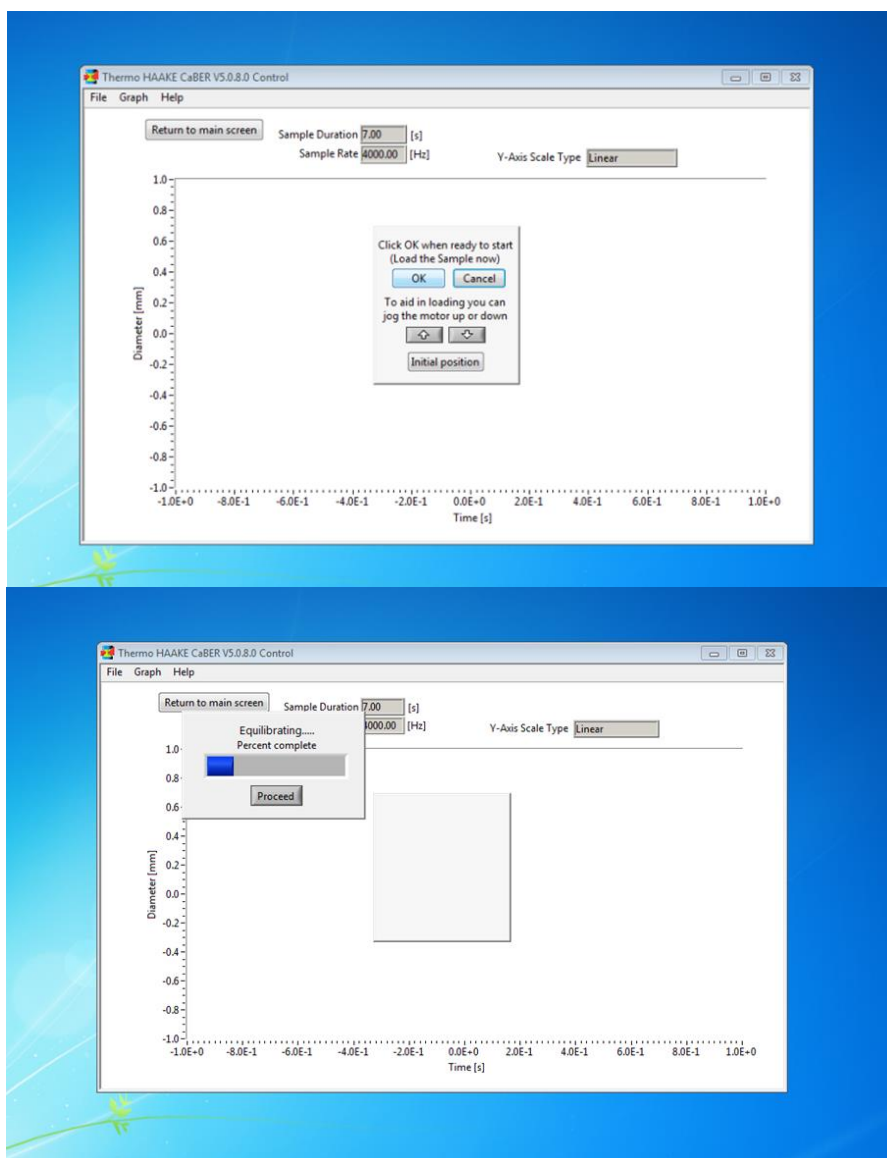 Thermo HAAKE CaBER V5.0.8.0 Control
File Graph Help
Return to main screen Sample Duration 7.00 [s]
Sample Rate 4000.00 [Hz] Y-Axis Scale Type Linear
1.0
0.8
0.6
0.4
0.2
0.0
-0.2
-0.4
-0.6
-0.8
-1.0
Diameter [mm]
Click OK when ready to start
(Load the Sample now)
OK Cancel
To aid in loading you can
jog the motor up or down
Initial position
-1.0E+0 -8.0E-1 -6.0E-1 -4.0E-1 -2.0E-1 0.0E+0 2.0E-1 4.0E-1 6.0E-1 8.0E-1 1.0E+0
Time [s]
Thermo HAAKE CaBER V5.0.8.0 Control
File Graph Help
Return to main screen Sample Duration 7.00 [s]
4000.00 [Hz] Y-Axis Scale Type Linear
Equilibrating.....
Percent complete
Proceed
1.0
0.8
0.6
0.4
0.2
0.0
-0.2
-0.4
-0.6
-0.8
-1.0
Diameter [mm]
-1.0E+0 -8.0E-1 -6.0E-1 -4.0E-1 -2.0E-1 0.0E+0 2.0E-1 4.0E-1 6.0E-1 8.0E-1 1.0E+0
Time [s]